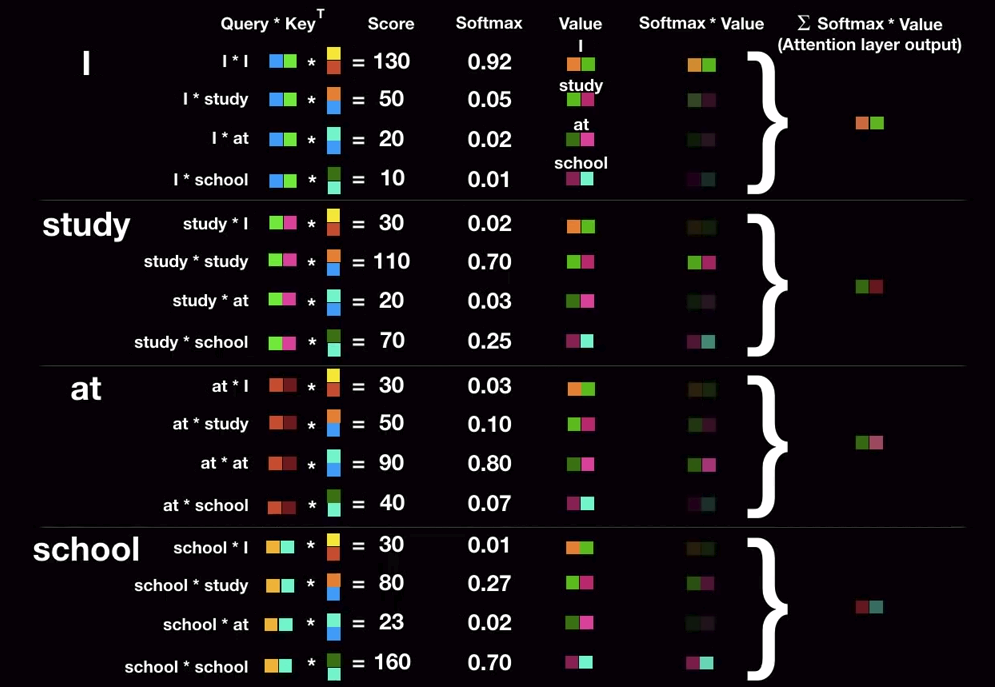 Query * Key^T Score Softmax Value Softmax * Value Σ Softmax * Value
(Attention layer output)
I
I
I * I * = 130 0.92
study
I * study * = 50 0.05
at
I * at * = 20 0.02
school
I * school * = 10 0.01
study
study * I * = 30 0.02
study * study * = 110 0.70
study * at * = 20 0.03
study * school * = 70 0.25
at
at * I * = 30 0.03
at * study * = 50 0.10
at * at * = 90 0.80
at * school * = 40 0.07
school
school * I * = 30 0.01
school * study * = 80 0.27
school * at * = 23 0.02
school * school * = 160 0.70